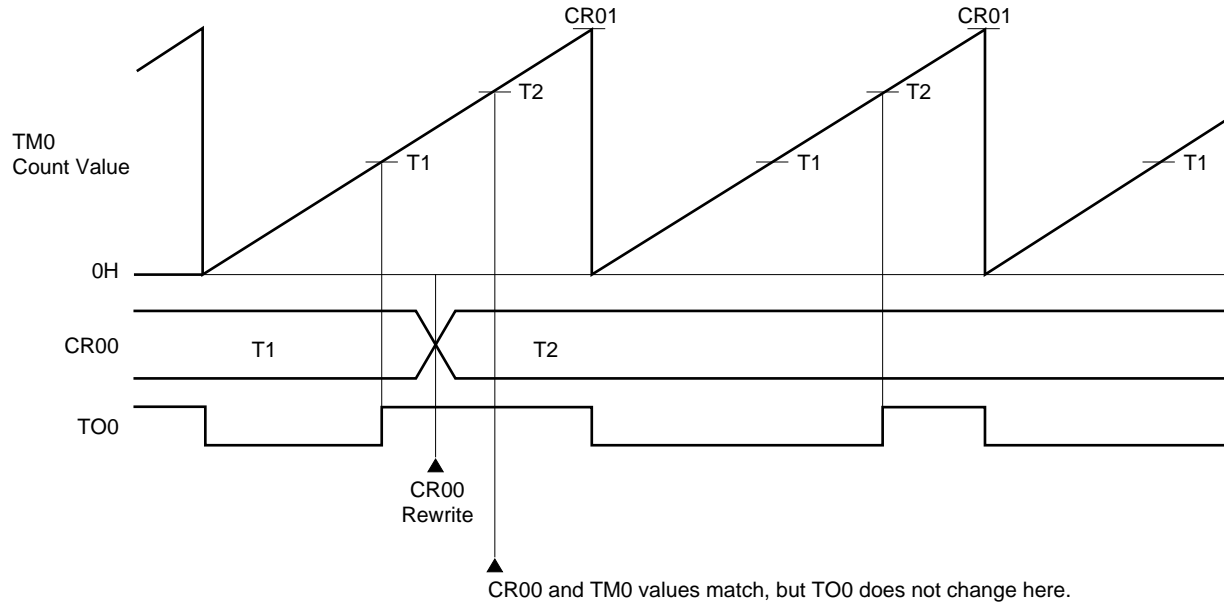 CR01
CR01
T2
T2
TM0
Count Value
T1
T1
T1
0H
CR00
T1
T2
TO0
CR00
Rewrite
CR00 and TM0 values match, but TO0 does not change here.